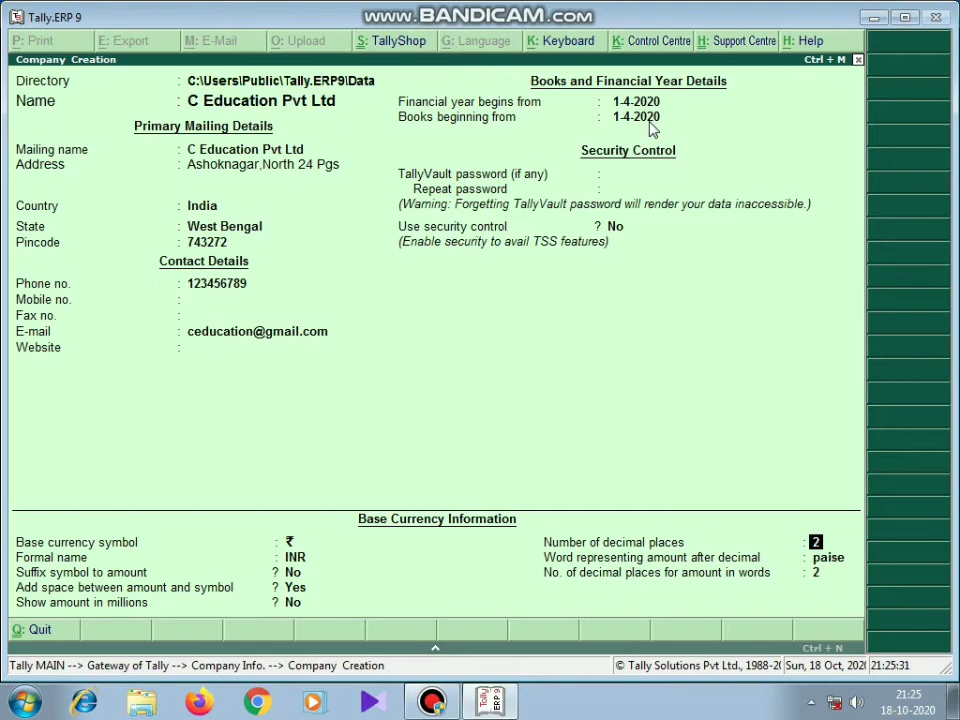 www.BANDICAM.com
Tally.ERP 9
P: Print
E: Export
M: E-Mail
O: Upload
S: TallyShop
G: Language
K: Keyboard
K: Control Centre
H: Support Centre
H: Help
Company Creation
Ctrl + M
Directory : C:\Users\Public\Tally.ERP9\Data
Name : C Education Pvt Ltd
Primary Mailing Details
Mailing name : C Education Pvt Ltd
Address : Ashoknagar,North 24 Pgs
Country : India
State : West Bengal
Pincode : 743272
Contact Details
Phone no. : 123456789
Mobile no. :
Fax no. :
E-mail : ceducation@gmail.com
Website :
Books and Financial Year Details
Financial year begins from : 1-4-2020
Books beginning from : 1-4-2020
Security Control
TallyVault password (if any) :
Repeat password :
(Warning: Forgetting TallyVault password will render your data inaccessible.)
Use security control ? No
(Enable security to avail TSS features)
Base Currency Information
Base currency symbol : ₹
Formal name : INR
Suffix symbol to amount ? No
Add space between amount and symbol ? Yes
Show amount in millions ? No
Number of decimal places : 2
Word representing amount after decimal : paise
No. of decimal places for amount in words : 2
Q: Quit
Ctrl + N
Tally MAIN --> Gateway of Tally --> Company Info. --> Company Creation
© Tally Solutions Pvt Ltd., 1988-20
Sun, 18 Oct, 2020
21:25:31
Tally ERP 9
21:25
18-10-2020